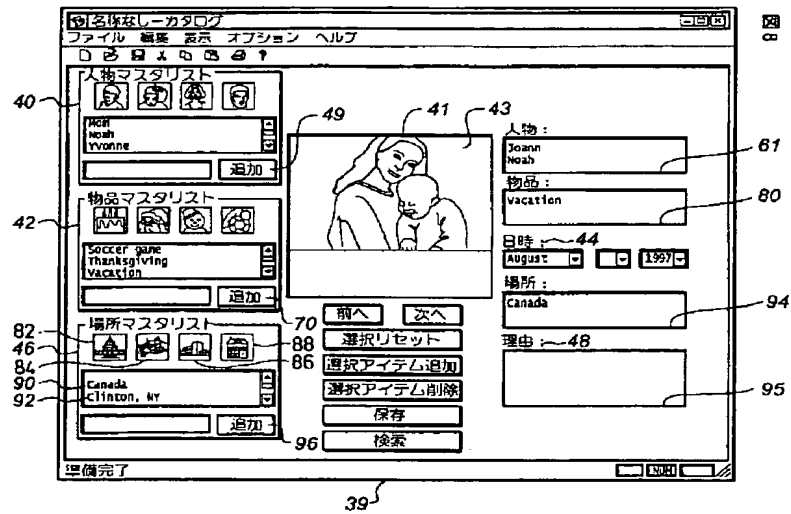 名称なしーカタログ
ファイル 編集 表示 オプション ヘルプ
人物マスタリスト
40
Mom
Noah
Yvonne
追加
49
41
43
人物：
Joann
Noah
61
物品マスタリスト
42
Soccer game
Thanksgiving
Vacation
追加
70
物品：
Vacation
80
日時：
44
August
1997
場所：
Canada
94
場所マスタリスト
82
46
84
86
88
90
92
Canada
Clinton, NY
追加
96
前へ 次へ
選択リセット
選択アイテム追加
選択アイテム削除
保存
検索
理由：
48
95
準備完了
NUM
39